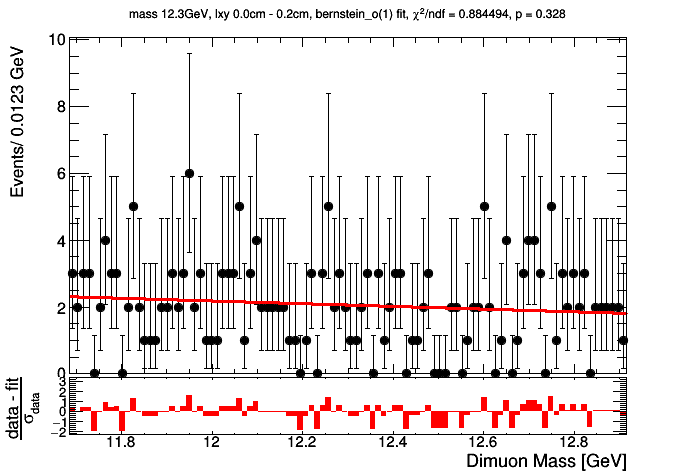 mass 12.3GeV, lxy 0.0cm - 0.2cm, bernstein_o(1) fit, χ²/ndf = 0.884494, p = 0.328
Events/ 0.0123 GeV
10
8
6
4
2
0
data - fit
σdata
3
2
1
0
−1
−2
11.8 12 12.2 12.4 12.6 12.8
Dimuon Mass [GeV]